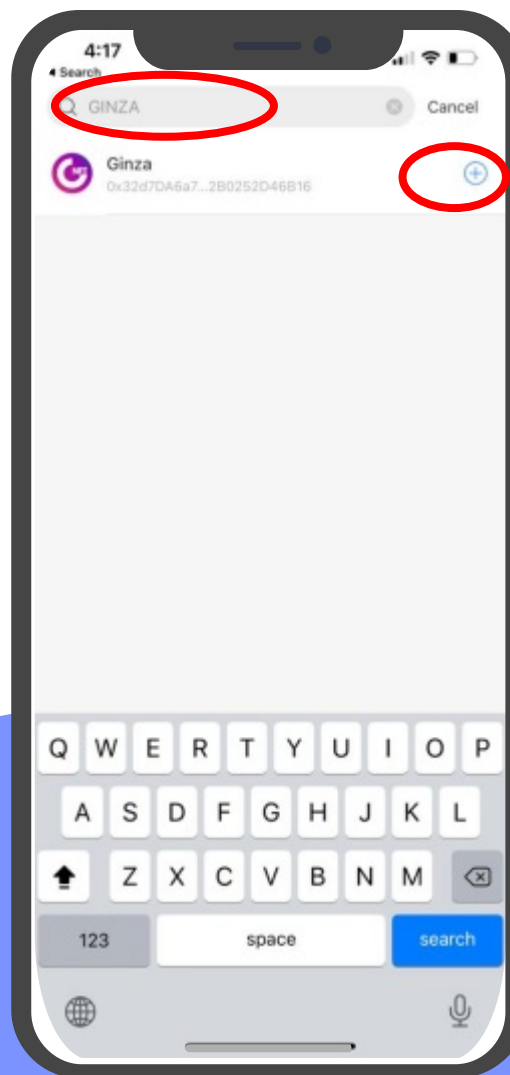 4:17
Search
GINZA
Cancel
Ginza
0x32d7DA6a7...2B0252D46B16
Q W E R T Y U I O P
A S D F G H J K L
Z X C V B N M
123
space
search